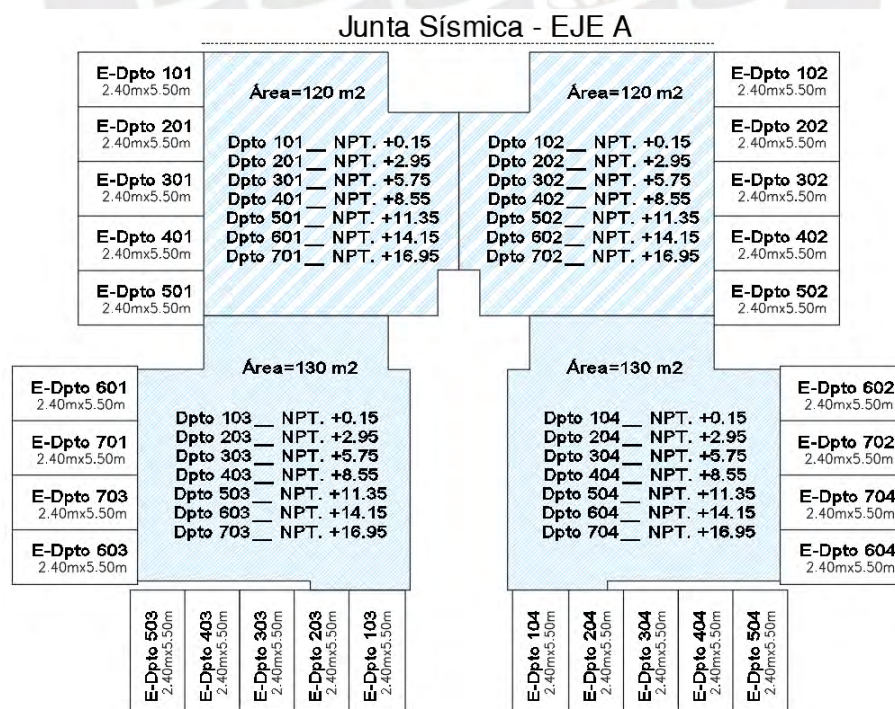 Junta Sísmica - EJE A
E-Dpto 101
2.40mx5.50m
E-Dpto 201
2.40mx5.50m
E-Dpto 301
2.40mx5.50m
E-Dpto 401
2.40mx5.50m
E-Dpto 501
2.40mx5.50m
Área=120 m2
Dpto 101__ NPT. +0.15
Dpto 201__ NPT. +2.95
Dpto 301__ NPT. +5.75
Dpto 401__ NPT. +8.55
Dpto 501__ NPT. +11.35
Dpto 601__ NPT. +14.15
Dpto 701__ NPT. +16.95
Área=120 m2
Dpto 102__ NPT. +0.15
Dpto 202__ NPT. +2.95
Dpto 302__ NPT. +5.75
Dpto 402__ NPT. +8.55
Dpto 502__ NPT. +11.35
Dpto 602__ NPT. +14.15
Dpto 702__ NPT. +16.95
E-Dpto 102
2.40mx5.50m
E-Dpto 202
2.40mx5.50m
E-Dpto 302
2.40mx5.50m
E-Dpto 402
2.40mx5.50m
E-Dpto 502
2.40mx5.50m
E-Dpto 601
2.40mx5.50m
E-Dpto 701
2.40mx5.50m
E-Dpto 703
2.40mx5.50m
E-Dpto 603
2.40mx5.50m
Área=130 m2
Dpto 103__ NPT. +0.15
Dpto 203__ NPT. +2.95
Dpto 303__ NPT. +5.75
Dpto 403__ NPT. +8.55
Dpto 503__ NPT. +11.35
Dpto 603__ NPT. +14.15
Dpto 703__ NPT. +16.95
Área=130 m2
Dpto 104__ NPT. +0.15
Dpto 204__ NPT. +2.95
Dpto 304__ NPT. +5.75
Dpto 404__ NPT. +8.55
Dpto 504__ NPT. +11.35
Dpto 604__ NPT. +14.15
Dpto 704__ NPT. +16.95
E-Dpto 602
2.40mx5.50m
E-Dpto 702
2.40mx5.50m
E-Dpto 704
2.40mx5.50m
E-Dpto 604
2.40mx5.50m
E-Dpto 503
2.40mx5.50m
E-Dpto 403
2.40mx5.50m
E-Dpto 303
2.40mx5.50m
E-Dpto 203
2.40mx5.50m
E-Dpto 103
2.40mx5.50m
E-Dpto 104
2.40mx5.50m
E-Dpto 204
2.40mx5.50m
E-Dpto 304
2.40mx5.50m
E-Dpto 404
2.40mx5.50m
E-Dpto 504
2.40mx5.50m